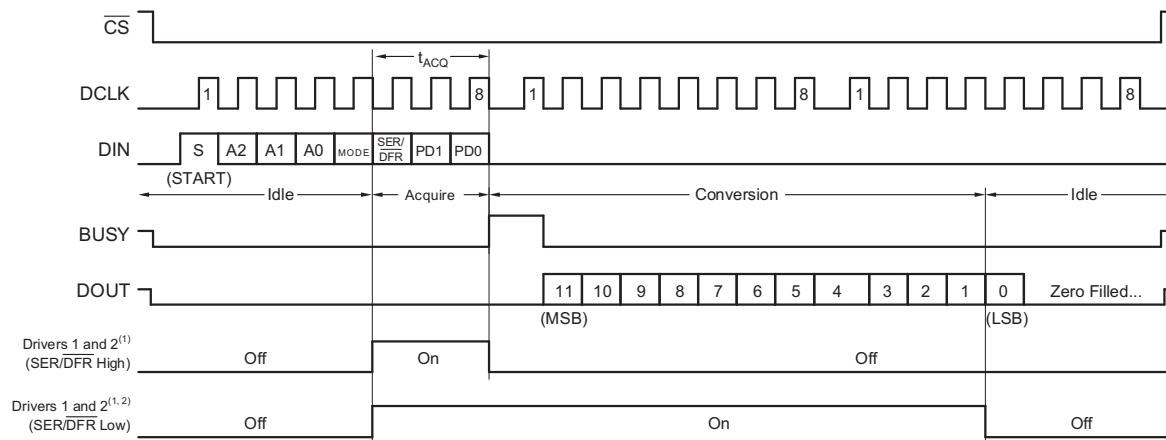 CS
tACQ
DCLK 1 8 1 8 1 8
DIN S A2 A1 A0 MODE SER/DFR PD1 PD0
(START)
Idle Acquire Conversion Idle
BUSY
DOUT 11 10 9 8 7 6 5 4 3 2 1 0 Zero Filled...
(MSB) (LSB)
Drivers 1 and 2(1)
(SER/DFR High) Off On Off
Drivers 1 and 2(1, 2)
(SER/DFR Low) Off On Off